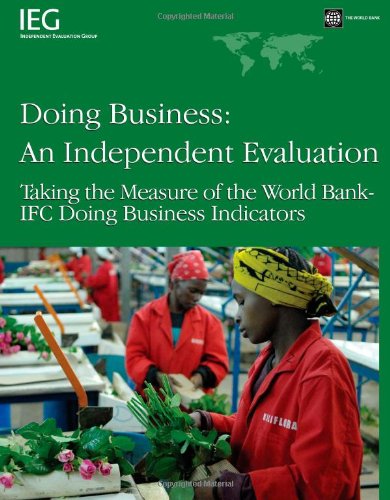 Copyrighted Material
IEG
INDEPENDENT EVALUATION GROUP
THE WORLD BANK
Doing Business:
An Independent Evaluation
Taking the Measure of the World Bank-
IFC Doing Business Indicators
Copyrighted Material